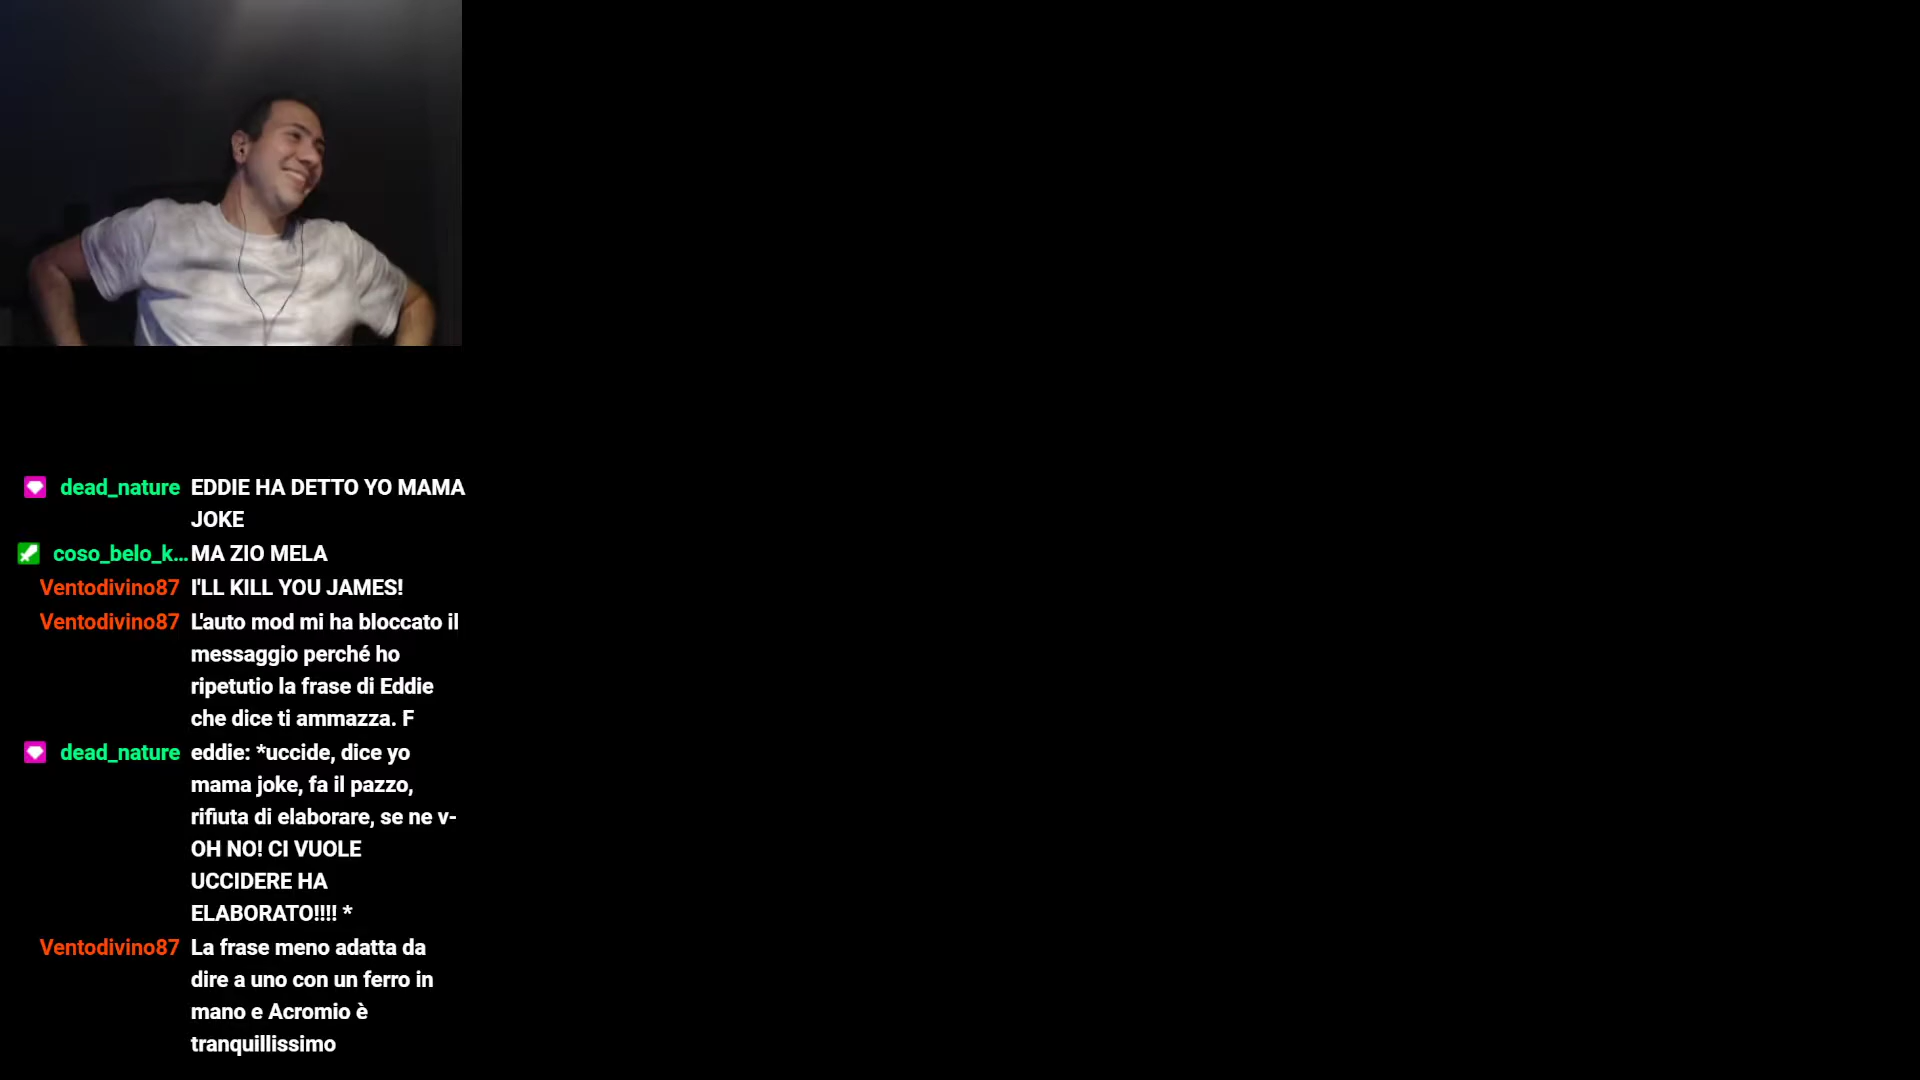 dead_nature EDDIE HA DETTO YO MAMA
JOKE
coso_belo_k... MA ZIO MELA
Ventodivino87 I'LL KILL YOU JAMES!
Ventodivino87 L'auto mod mi ha bloccato il
messaggio perché ho
ripetutio la frase di Eddie
che dice ti ammazza. F
dead_nature eddie: *uccide, dice yo
mama joke, fa il pazzo,
rifiuta di elaborare, se ne v-
OH NO! CI VUOLE
UCCIDERE HA
ELABORATO!!!! *
Ventodivino87 La frase meno adatta da
dire a uno con un ferro in
mano e Acromio è
tranquillissimo